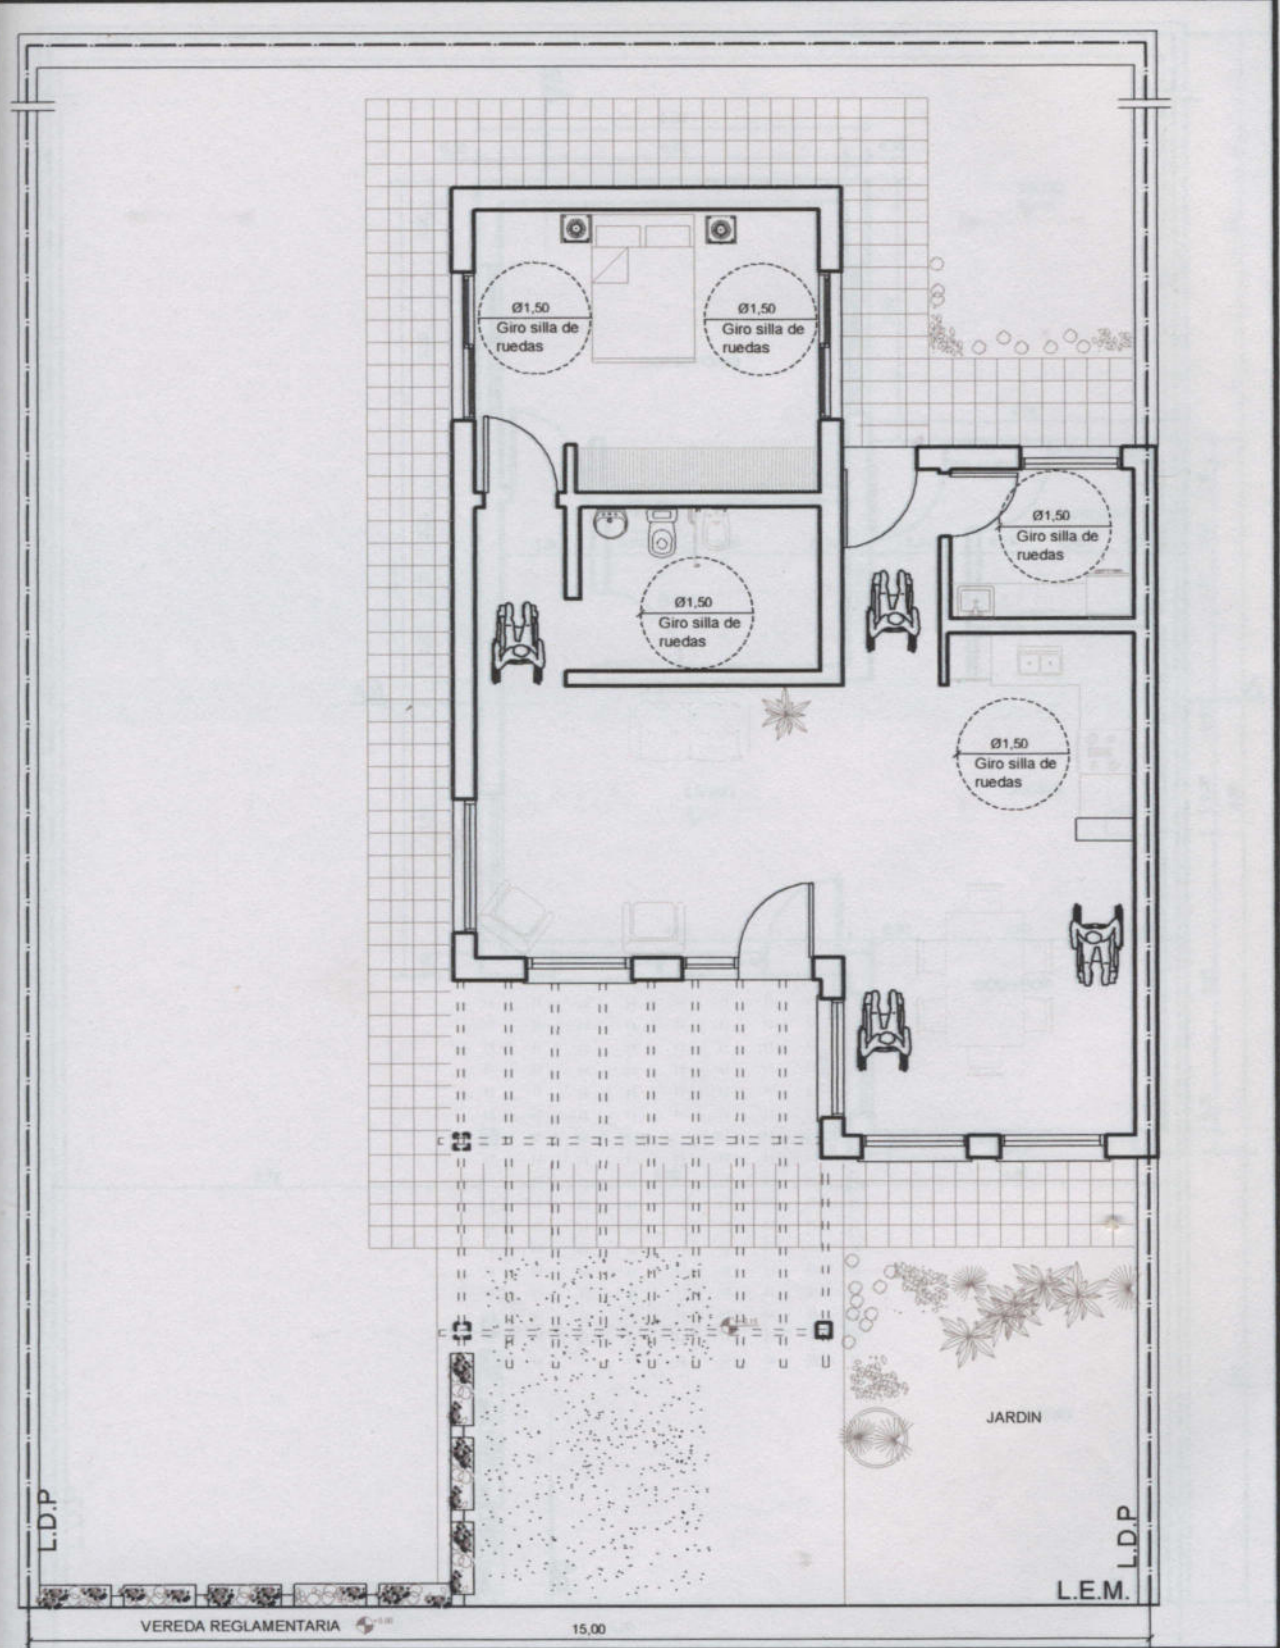 Ø1,50
Giro silla de
ruedas
Ø1,50
Giro silla de
ruedas
Ø1,50
Giro silla de
ruedas
Ø1,50
Giro silla de
ruedas
Ø1,50
Giro silla de
ruedas
JARDIN
L.D.P
L.D.P
L.E.M.
VEREDA REGLAMENTARIA
15,00